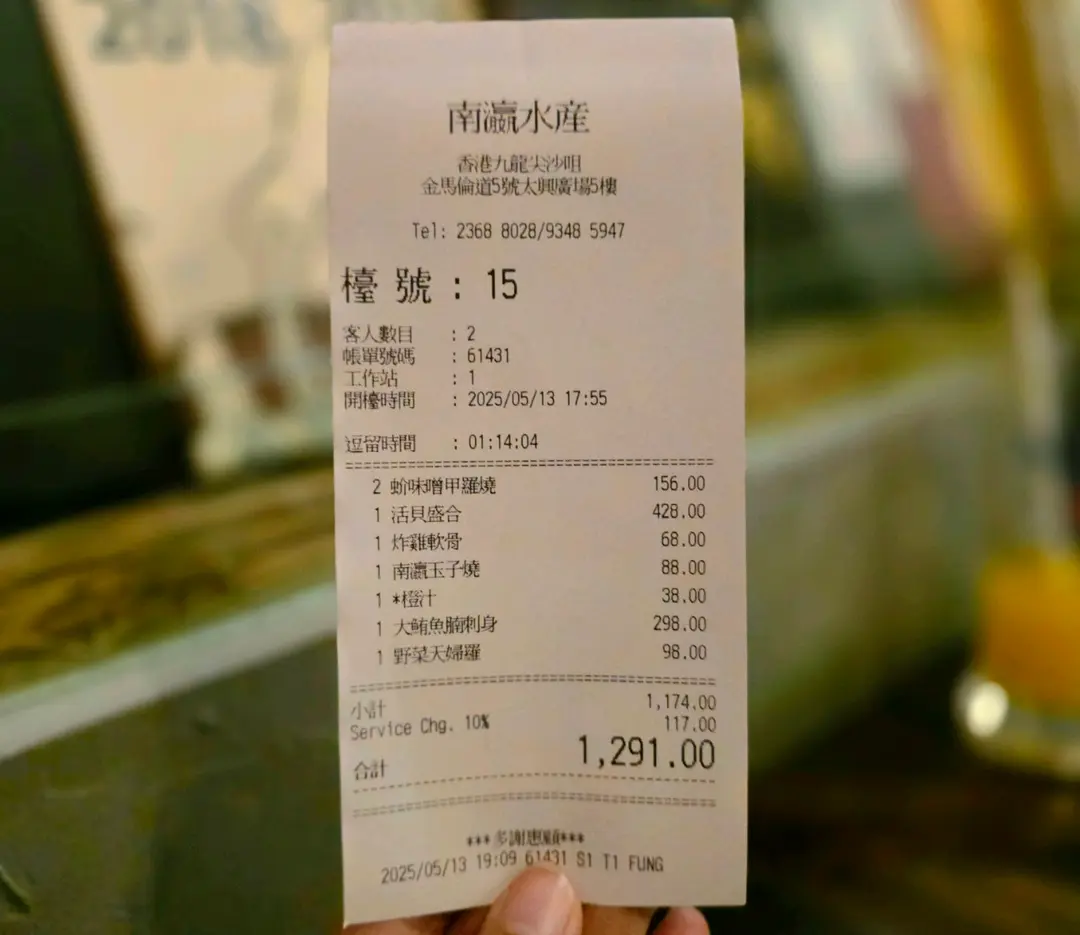 南瀛水産
香港九龍尖沙咀
金馬倫道5號太興廣場5樓
Tel: 2368 8028/9348 5947
檯 號 : 15
客人數目 : 2
帳單號碼 : 61431
工作站 : 1
開檯時間 : 2025/05/13 17:55
逗留時間 : 01:14:04
2 蚧味噌甲羅燒 156.00
1 活貝盛合 428.00
1 炸雞軟骨 68.00
1 南瀛玉子燒 88.00
1 *橙汁 38.00
1 大鮪魚腩刺身 298.00
1 野菜天婦羅 98.00
小計 1,174.00
Service Chg. 10% 117.00
合計 1,291.00
***多謝惠顧***
2025/05/13 19:09 61431 S1 T1 FUNG